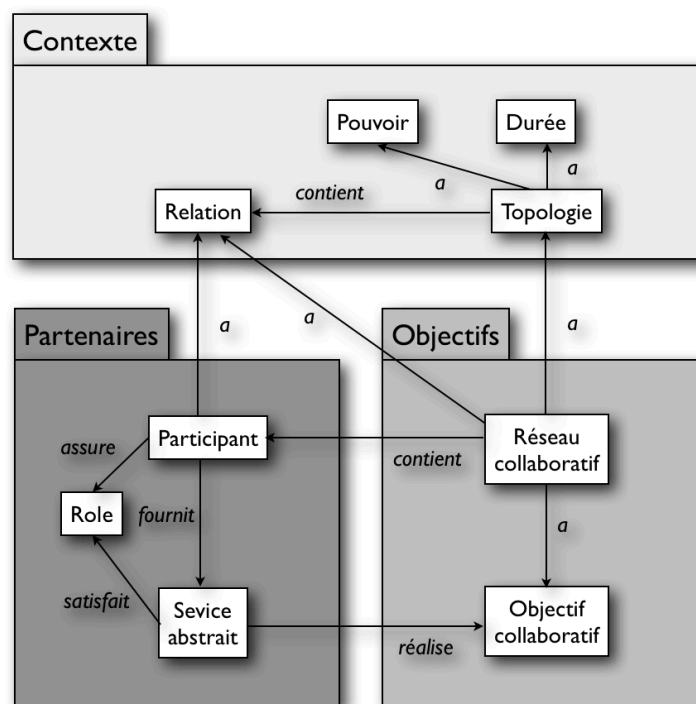 Contexte
Pouvoir
Durée
a
a
contient
Relation
Topologie
a
a
a
Partenaires
Objectifs
Participant
assure
contient
Réseau
collaboratif
Role
fournit
a
satisfait
Sevice
abstrait
Objectif
collaboratif
réalise